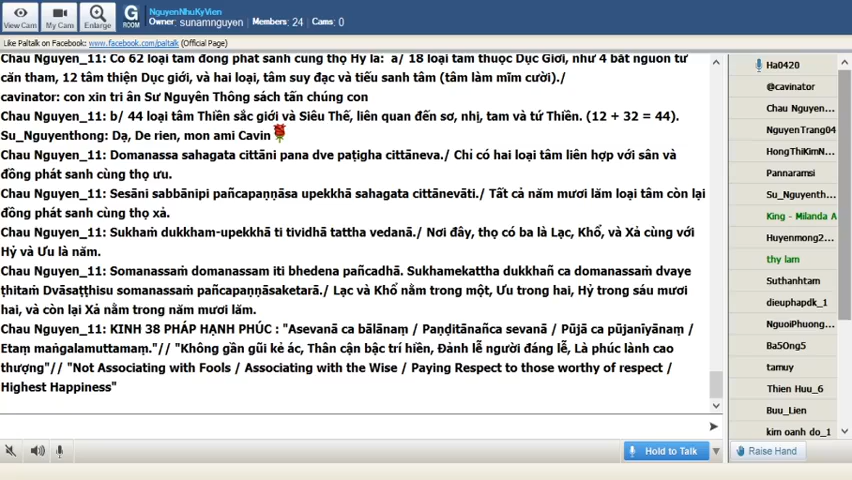 NguyenNhuKyVien
Owner: sunamnguyen Members: 24 Cams: 0
View Cam
My Cam
Enlarge
G
ROOM
Like Paltalk on Facebook: www.facebook.com/paltalk (Official Page)
Chau Nguyen_11: Có 62 loại tâm đồng phát sanh cùng thọ Hỷ là: a/ 18 loại tâm thuộc Dục Giới, như 4 bất nguồn từ
căn tham, 12 tâm thiện Dục giới, và hai loại, tâm suy đạc và tiếu sanh tâm (tâm làm mĩm cười)./
cavinator: con xin tri ân Sư Nguyên Thông sách tấn chúng con
Chau Nguyen_11: b/ 44 loại tâm Thiền sắc giới và Siêu Thế, liên quan đến sơ, nhị, tam và tứ Thiền. (12 + 32 = 44).
Su_Nguyenthong: Dạ, De rien, mon ami Cavin
Chau Nguyen_11: Domanassa sahagata cittāni pana dve paṭigha cittāneva./ Chỉ có hai loại tâm liên hợp với sân và
đồng phát sanh cùng thọ ưu.
Chau Nguyen_11: Sesāni sabbānipi pañcapaṇṇāsa upekkhā sahagata cittānevāti./ Tất cả năm mươi lăm loại tâm còn lại
đồng phát sanh cùng thọ xả.
Chau Nguyen_11: Sukhaṁ dukkhaṁ-upekkhā ti tividhā tattha vedanā./ Nơi đây, thọ có ba là Lạc, Khổ, và Xả cùng với
Hỷ và Ưu là năm.
Chau Nguyen_11: Somanassaṁ domanassam iti bhedena pañcadhā. Sukhamekattha dukkhañ ca domanassaṁ dvaye
ṭhitaṁ Dvāsaṭṭhisu somanassaṁ pañcapaṇṇāsaketarā./ Lạc và Khổ nằm trong một, Ưu trong hai, Hỷ trong sáu mươi
hai, và còn lại Xả nằm trong năm mươi lăm.
Chau Nguyen_11: KINH 38 PHÁP HẠNH PHÚC : "Asevanā ca bālānaṃ / Paṇḍitānañca sevanā / Pūjā ca pūjanīyānaṃ /
Etaṃ maṅgalamuttamaṃ."// "Không gần gũi kẻ ác, Thân cận bậc trí hiền, Đảnh lễ người đáng lễ, Là phúc lành cao
thượng"// "Not Associating with Fools / Associating with the Wise / Paying Respect to those worthy of respect /
Highest Happiness"
Ha0420
@cavinator
Chau Nguyen...
NguyenTrang04
HongThiKimN...
Pannaramsi
Su_Nguyenth...
King - Milanda A
Huyenmong2...
thy lam
Suthanhtam
dieuphapdk_1
NguoiPhuong...
Ba5Ong5
tamuy
Thien Huu_6
Buu_Lien
kim oanh do_1
Hold to Talk
Raise Hand